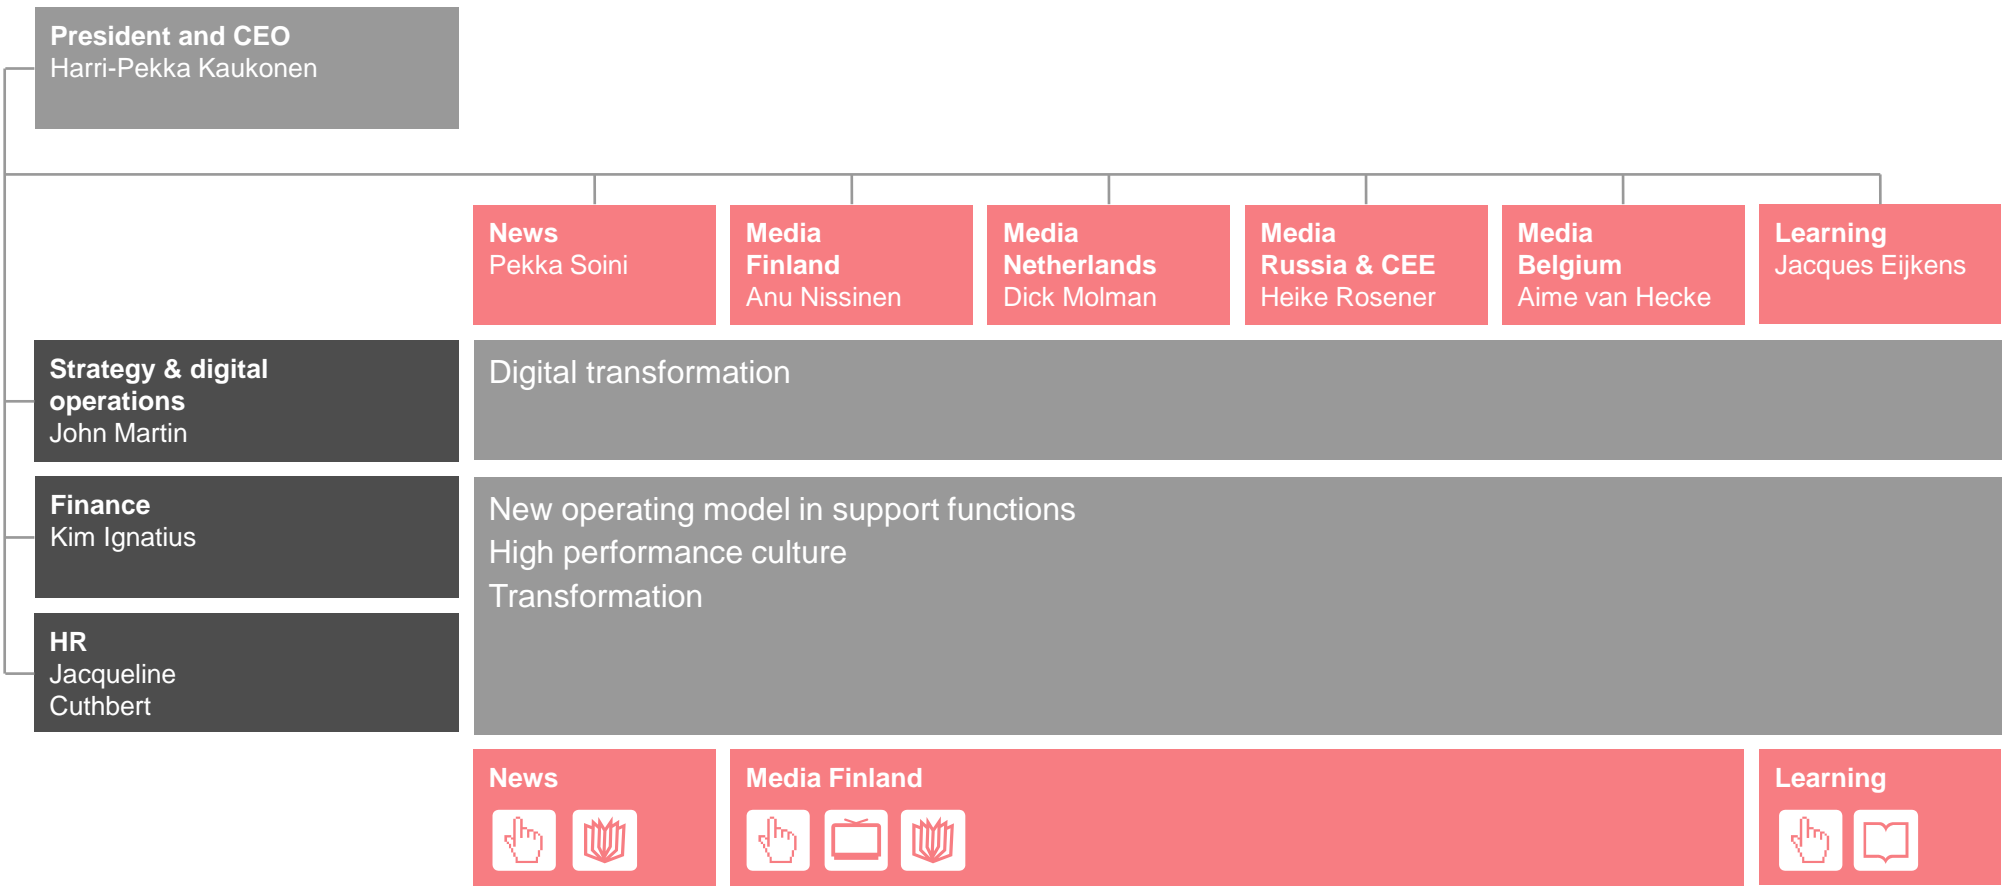 President and CEO
Harri-Pekka Kaukonen
News
Pekka Soini
Media
Finland
Anu Nissinen
Media
Netherlands
Dick Molman
Media
Russia & CEE
Heike Rosener
Media
Belgium
Aime van Hecke
Learning
Jacques Eijkens
Strategy & digital
operations
John Martin
Digital transformation
Finance
Kim Ignatius
New operating model in support functions
High performance culture
Transformation
HR
Jacqueline
Cuthbert
News
Media Finland
Learning